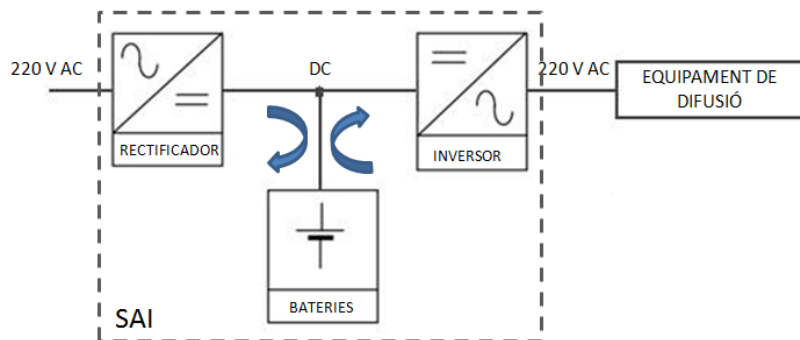 220 V AC
DC
220 V AC
EQUIPAMENT DE
DIFUSIÓ
RECTIFICADOR
INVERSOR
BATERIES
SAI